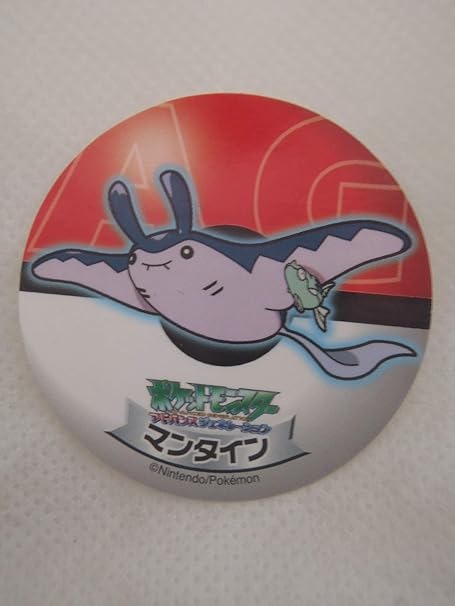 AG
ポケットモンスター
アドバンスジェネレーション
マンタイン
©Nintendo/Pokémon